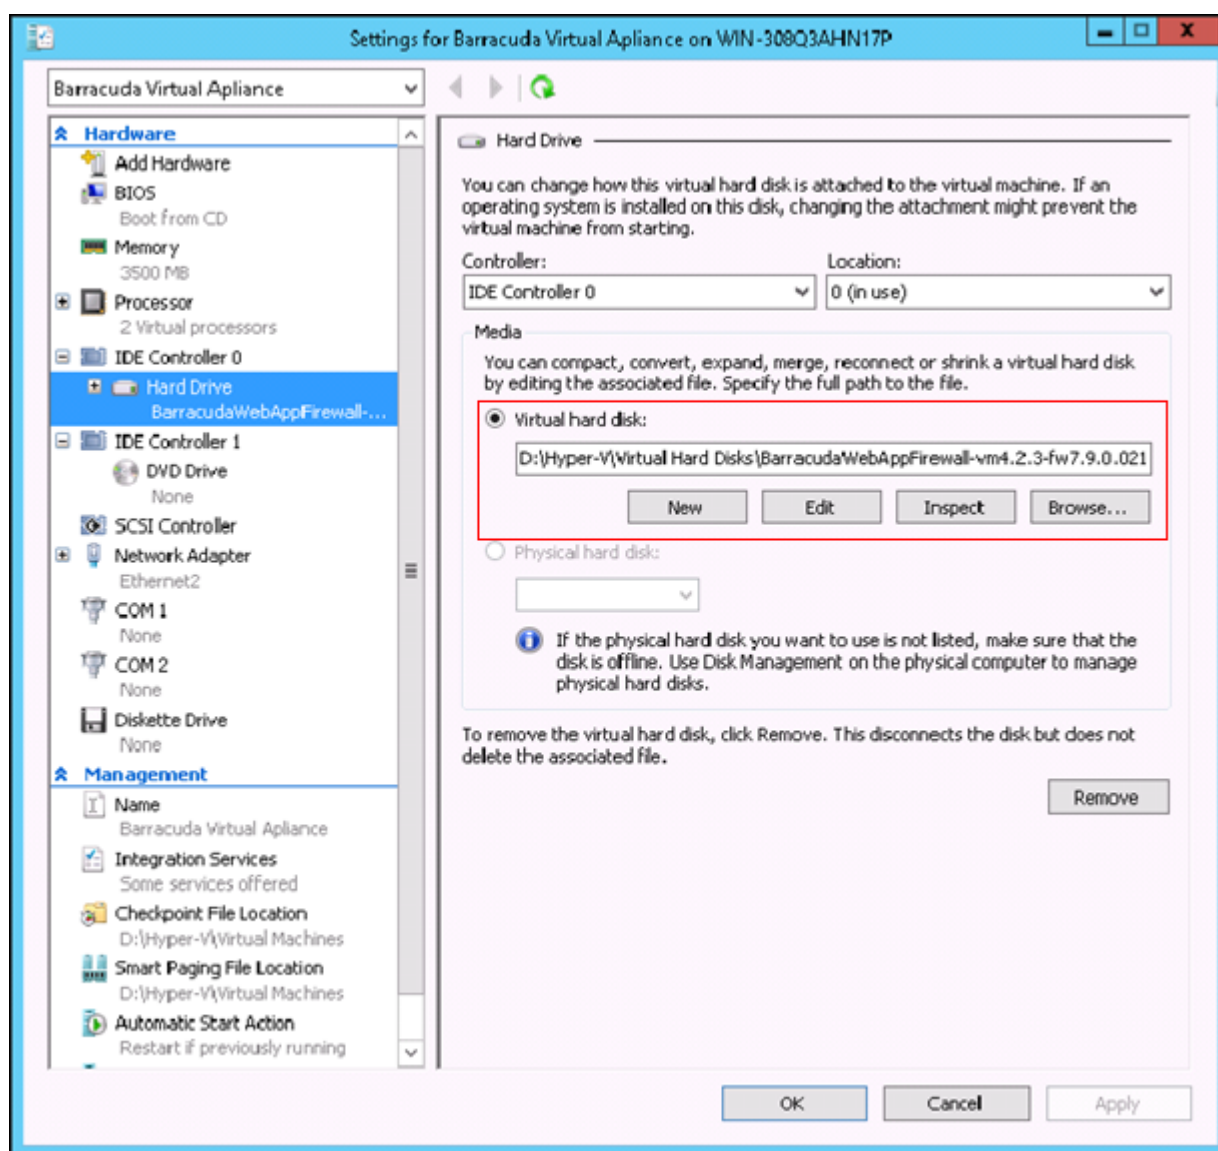 Settings for Barracuda Virtual Apliance on WIN-308Q3AHN17P
Barracuda Virtual Apliance
Hardware
Add Hardware
BIOS
Boot from CD
Memory
3500 MB
Processor
2 Virtual processors
IDE Controller 0
Hard Drive
BarracudaWebAppFirewall-...
IDE Controller 1
DVD Drive
None
SCSI Controller
Network Adapter
Ethernet2
COM 1
None
COM 2
None
Diskette Drive
None
Management
Name
Barracuda Virtual Apliance
Integration Services
Some services offered
Checkpoint File Location
D:\Hyper-V\Virtual Machines
Smart Paging File Location
D:\Hyper-V\Virtual Machines
Automatic Start Action
Restart if previously running
Hard Drive
You can change how this virtual hard disk is attached to the virtual machine. If an
operating system is installed on this disk, changing the attachment might prevent the
virtual machine from starting.
Controller: Location:
IDE Controller 0 0 (in use)
Media
You can compact, convert, expand, merge, reconnect or shrink a virtual hard disk
by editing the associated file. Specify the full path to the file.
Virtual hard disk:
D:\Hyper-V\Virtual Hard Disks\BarracudaWebAppFirewall-vm4.2.3-fw7.9.0.021
New Edit Inspect Browse...
Physical hard disk:
If the physical hard disk you want to use is not listed, make sure that the
disk is offline. Use Disk Management on the physical computer to manage
physical hard disks.
To remove the virtual hard disk, click Remove. This disconnects the disk but does not
delete the associated file.
Remove
OK Cancel Apply